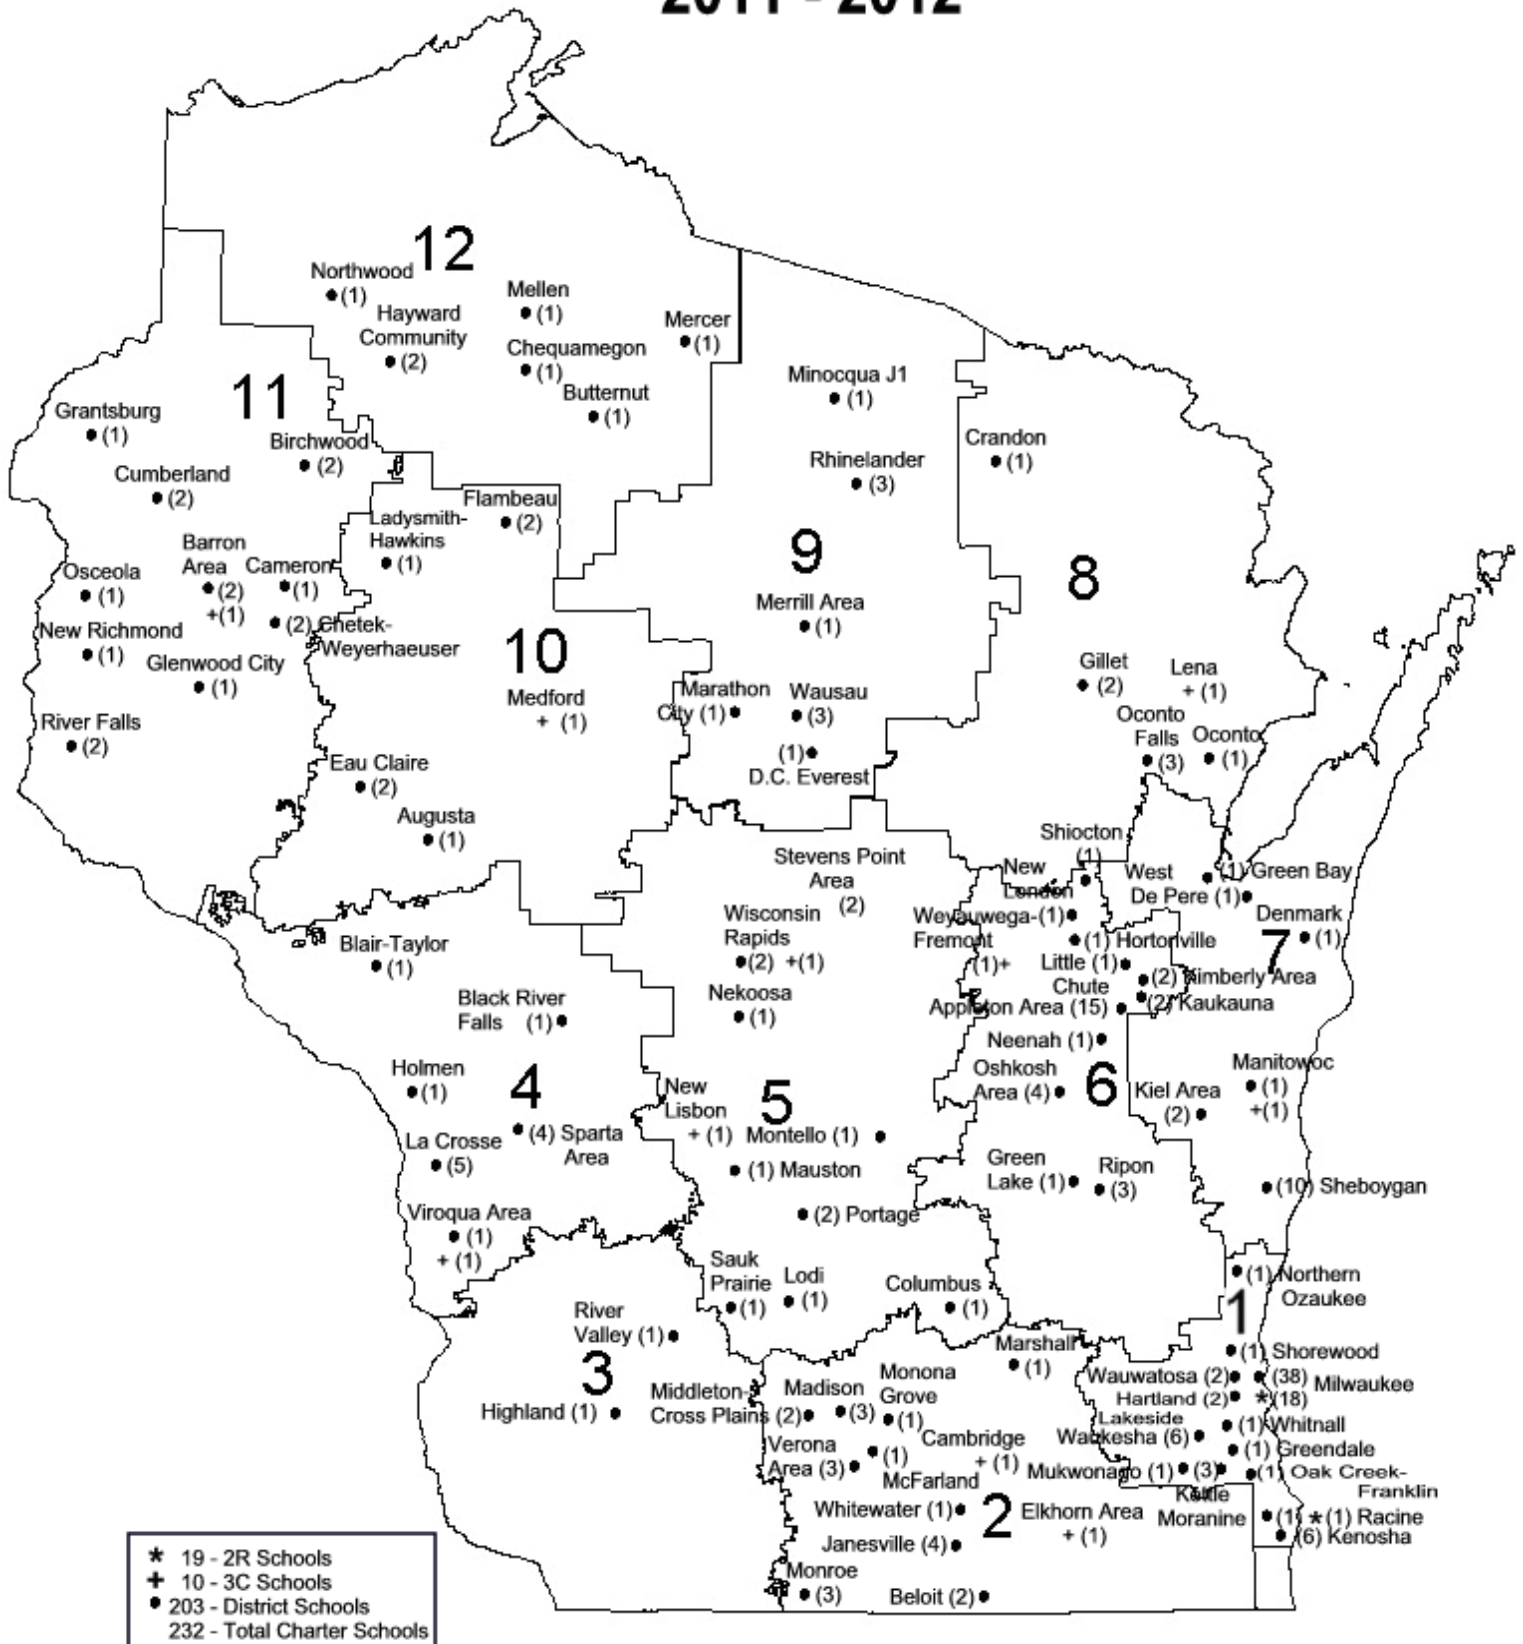 2011 - 2012
12
Northwood
(1)
Hayward
Community
(2)
Mellen
(1)
Chequamegon
(1)
Butternut
(1)
Mercer
(1)
11
Grantsburg
(1)
Birchwood
(2)
Cumberland
(2)
Barron
Area
(2)
+(1)
Cameron
(1)
Osceola
(1)
(2) Chetek-
Weyerhaeuser
New Richmond
(1)
Glenwood City
(1)
River Falls
(2)
Flambeau
(2)
Ladysmith-
Hawkins
(1)
10
Medford
+ (1)
Eau Claire
(2)
Augusta
(1)
Minocqua J1
(1)
Rhinelander
(3)
9
Merrill Area
(1)
Marathon
City (1)
Wausau
(3)
(1)
D.C. Everest
Crandon
(1)
8
Gillet
(2)
Lena
+ (1)
Oconto
Falls
(3)
Oconto
(1)
Shiocton
(1)
New
London
(1)
Weyauwega-
Fremont
(1)+
(1) Hortonville
Little (1)
Chute
(2) Kimberly Area
(2) Kaukauna
Appleton Area (15)
Neenah (1)
Oshkosh
Area (4)
6
Green
Lake (1)
Ripon
(3)
West
De Pere (1)
(1) Green Bay
Denmark
(1)
7
Manitowoc
(1)
+(1)
Kiel Area
(2)
(10) Sheboygan
Stevens Point
Area
(2)
Wisconsin
Rapids
(2) +(1)
Nekoosa
(1)
5
New
Lisbon
+ (1)
Montello (1)
(1) Mauston
(2) Portage
Sauk
Prairie
(1)
Lodi
(1)
Columbus
(1)
Blair-Taylor
(1)
Black River
Falls (1)
Holmen
(1)
4
(4) Sparta
Area
La Crosse
(5)
Viroqua Area
(1)
+ (1)
River
Valley (1)
3
Highland (1)
Marshall
(1)
Monona
Grove
(1)
Madison
(3)
Middleton-
Cross Plains (2)
Verona
Area (3)
(1)
McFarland
Cambridge
+ (1)
Whitewater (1)
2
Elkhorn Area
+ (1)
Janesville (4)
Monroe
(3)
Beloit (2)
(1) Northern
Ozaukee
1
(1) Shorewood
Wauwatosa (2)
(38) Milwaukee
*(18)
Hartland (2)
Lakeside
(1) Whitnall
Waukesha (6)
(1) Greendale
Mukwonago (1)
(3)
Kettle
Moranine
(1) Oak Creek-
Franklin
(1) *(1) Racine
(6) Kenosha
* 19 - 2R Schools
+ 10 - 3C Schools
• 203 - District Schools
232 - Total Charter Schools